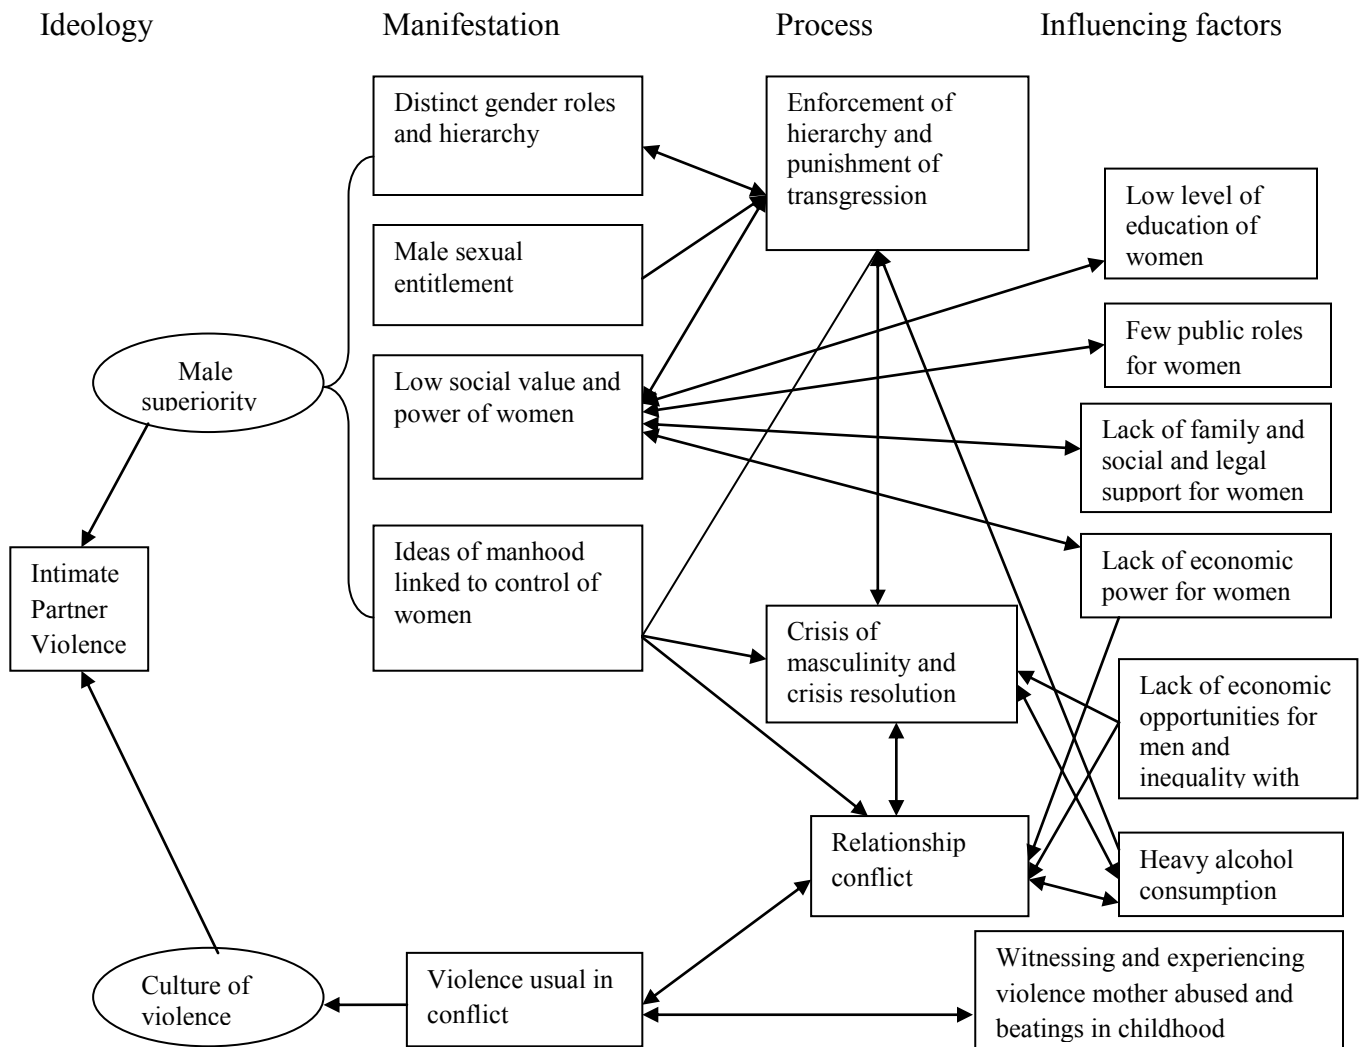 Ideology
Manifestation
Process
Influencing factors
Distinct gender roles
and hierarchy
Enforcement of
hierarchy and
punishment of
transgression
Low level of
education of
women
Male sexual
entitlement
Few public roles
for women
Male
superiority
Low social value and
power of women
Lack of family and
social and legal
support for women
Intimate
Partner
Violence
Ideas of manhood
linked to control of
women
Lack of economic
power for women
Crisis of
masculinity and
crisis resolution
Lack of economic
opportunities for
men and
inequality with
Relationship
conflict
Heavy alcohol
consumption
Culture of
violence
Violence usual in
conflict
Witnessing and experiencing
violence mother abused and
beatings in childhood